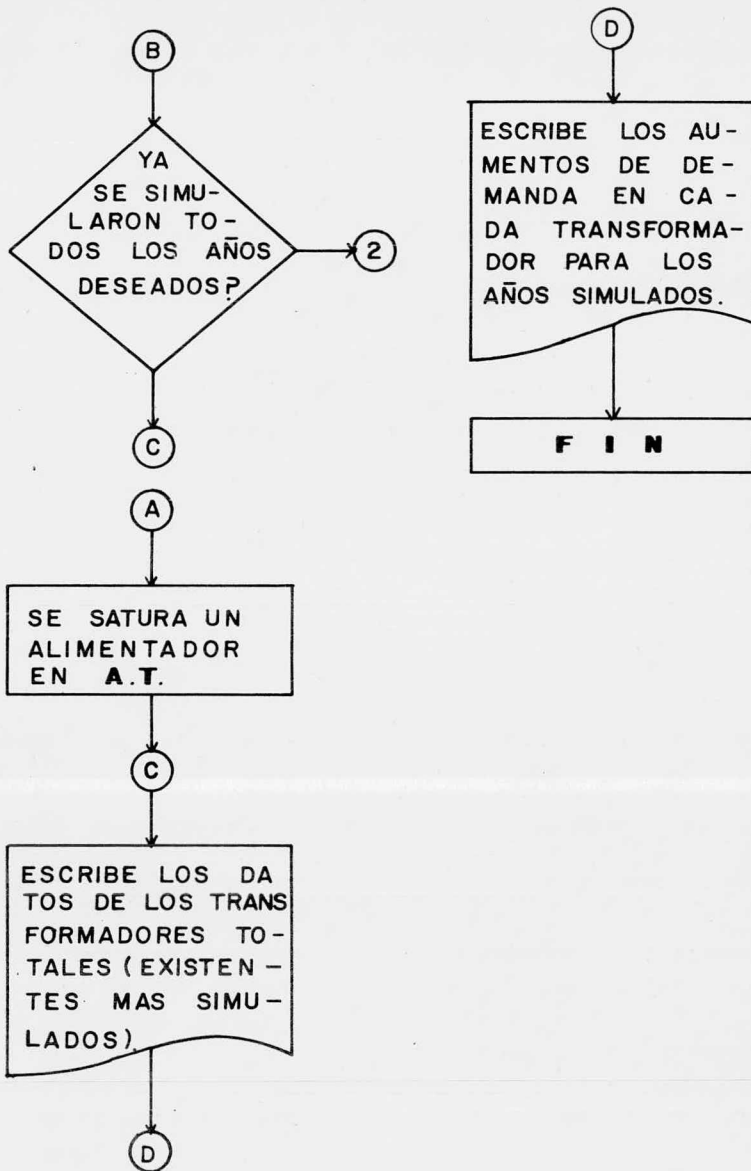 B
YA
SE SIMU-
LARON TO-
DOS LOS AÑOS
DESEADOS?
2
C
A
SE SATURA UN
ALIMENTADOR
EN A.T.
C
ESCRIBE LOS DA
TOS DE LOS TRANS
FORMADORES TO-
TALES (EXISTEN-
TES MAS SIMU-
LADOS).
D
D
ESCRIBE LOS AU-
MENTOS DE DE-
MANDA EN CA-
DA TRANSFORMA-
DOR PARA LOS
AÑOS SIMULADOS.
F I N